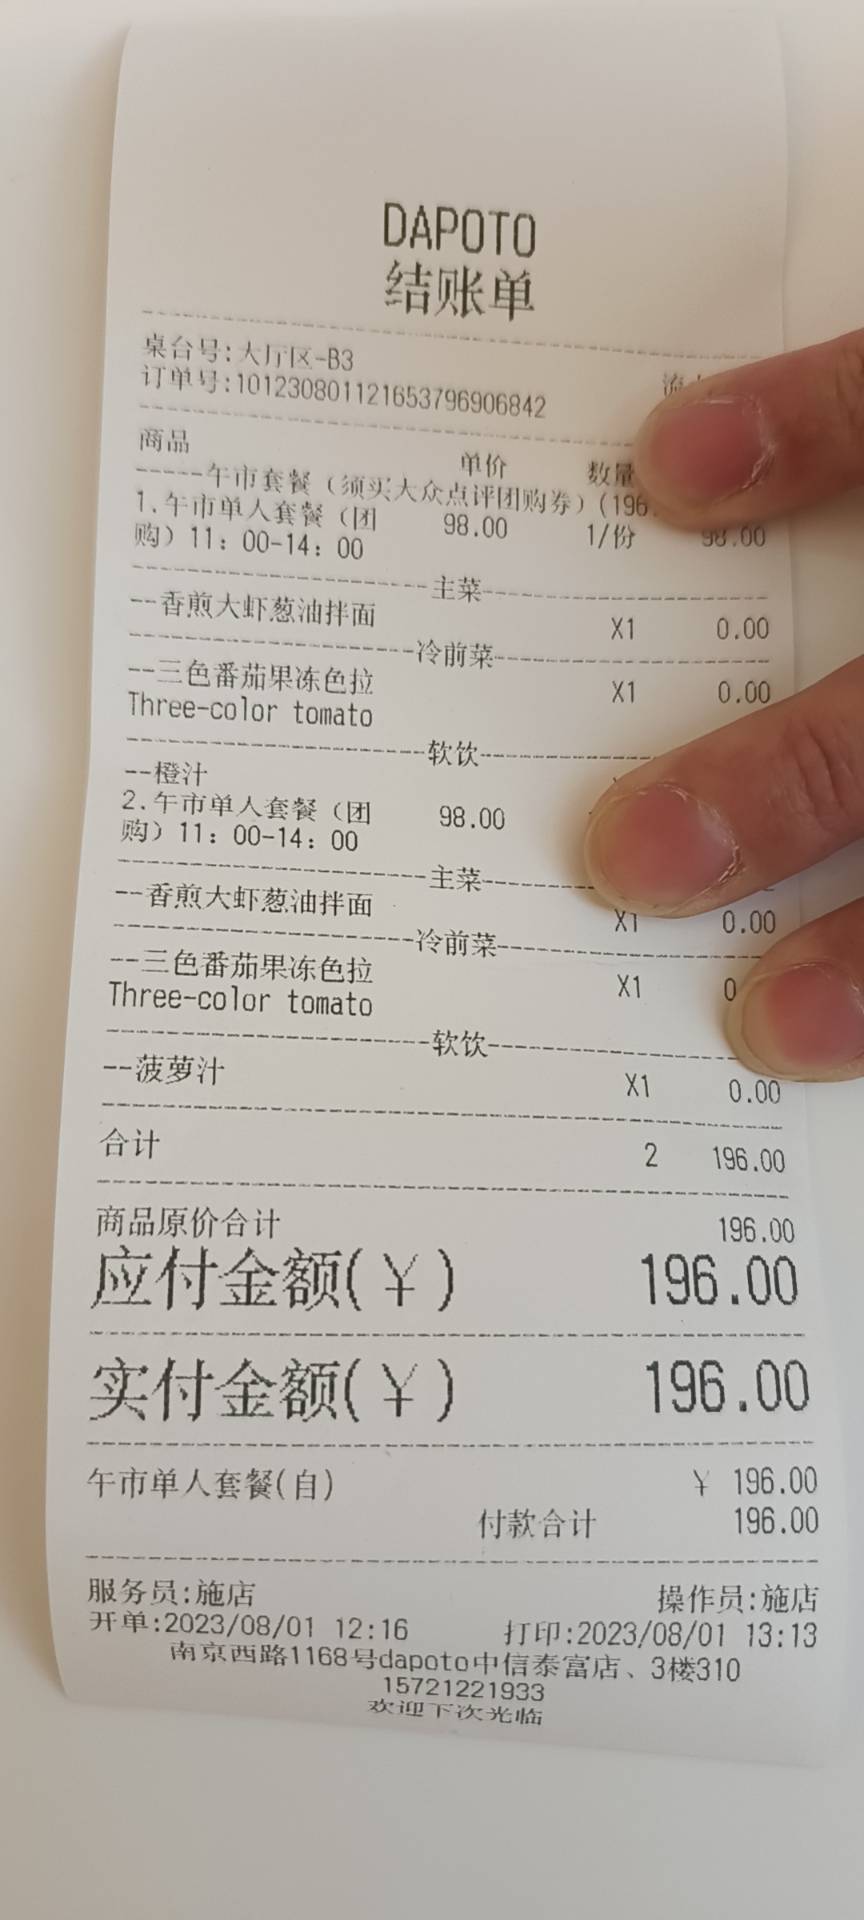 DAPOTO
结账单
桌台号:大厅区-B3
订单号:101230801121653796906842
商品 单价 数量
-----午市套餐（须买大众点评团购券）(196.
1.午市单人套餐（团 98.00 1/份 98.00
购）11：00-14：00
主菜
--香煎大虾葱油拌面 X1 0.00
冷前菜
--三色番茄果冻色拉 X1 0.00
Three-color tomato
软饮
--橙汁
2.午市单人套餐（团 98.00
购）11：00-14：00
主菜
--香煎大虾葱油拌面 X1 0.00
冷前菜
--三色番茄果冻色拉 X1
Three-color tomato
软饮
--菠萝汁 X1 0.00
合计 2 196.00
商品原价合计 196.00
应付金额(￥) 196.00
实付金额(￥) 196.00
午市单人套餐(自) ￥ 196.00
付款合计 196.00
服务员:施店 操作员:施店
开单:2023/08/01 12:16 打印:2023/08/01 13:13
南京西路1168号dapoto中信泰富店、3楼310
15721221933
欢迎下次光临